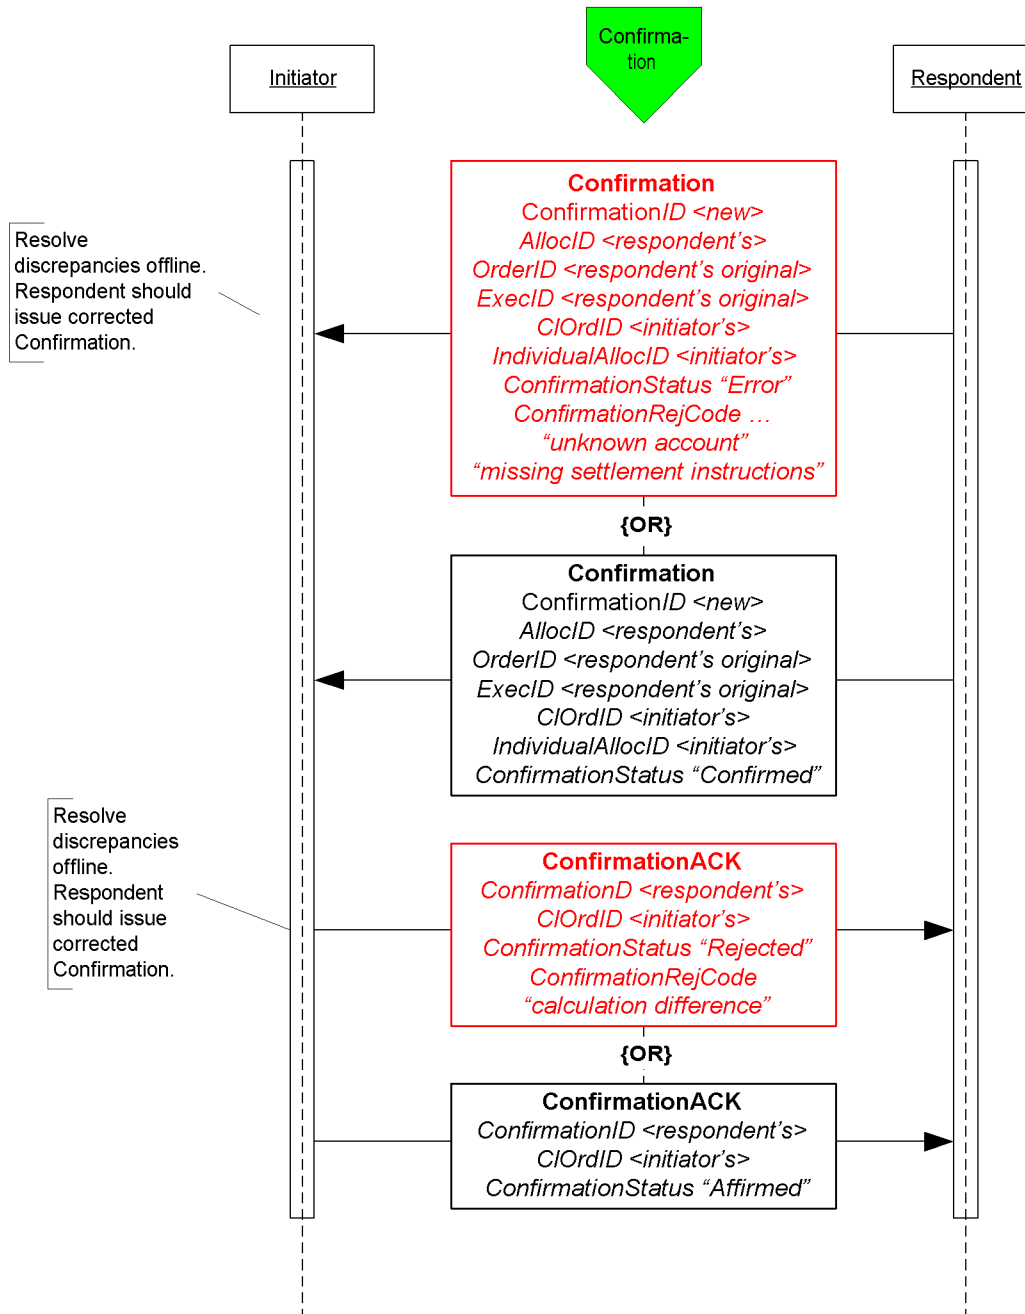 Confirma-
tion
Initiator
Respondent
Confirmation
ConfirmationID <new>
AllocID <respondent's>
OrderID <respondent's original>
ExecID <respondent's original>
ClOrdID <initiator's>
IndividualAllocID <initiator's>
ConfirmationStatus “Error”
ConfirmationRejCode …
“unknown account”
“missing settlement instructions”
Resolve
discrepancies offline.
Respondent should
issue corrected
Confirmation.
{OR}
Confirmation
ConfirmationID <new>
AllocID <respondent's>
OrderID <respondent's original>
ExecID <respondent's original>
ClOrdID <initiator's>
IndividualAllocID <initiator's>
ConfirmationStatus “Confirmed”
Resolve
discrepancies
offline.
Respondent
should issue
corrected
Confirmation.
ConfirmationACK
ConfirmationD <respondent's>
ClOrdID <initiator's>
ConfirmationStatus “Rejected”
ConfirmationRejCode
“calculation difference”
{OR}
ConfirmationACK
ConfirmationID <respondent's>
ClOrdID <initiator's>
ConfirmationStatus “Affirmed”